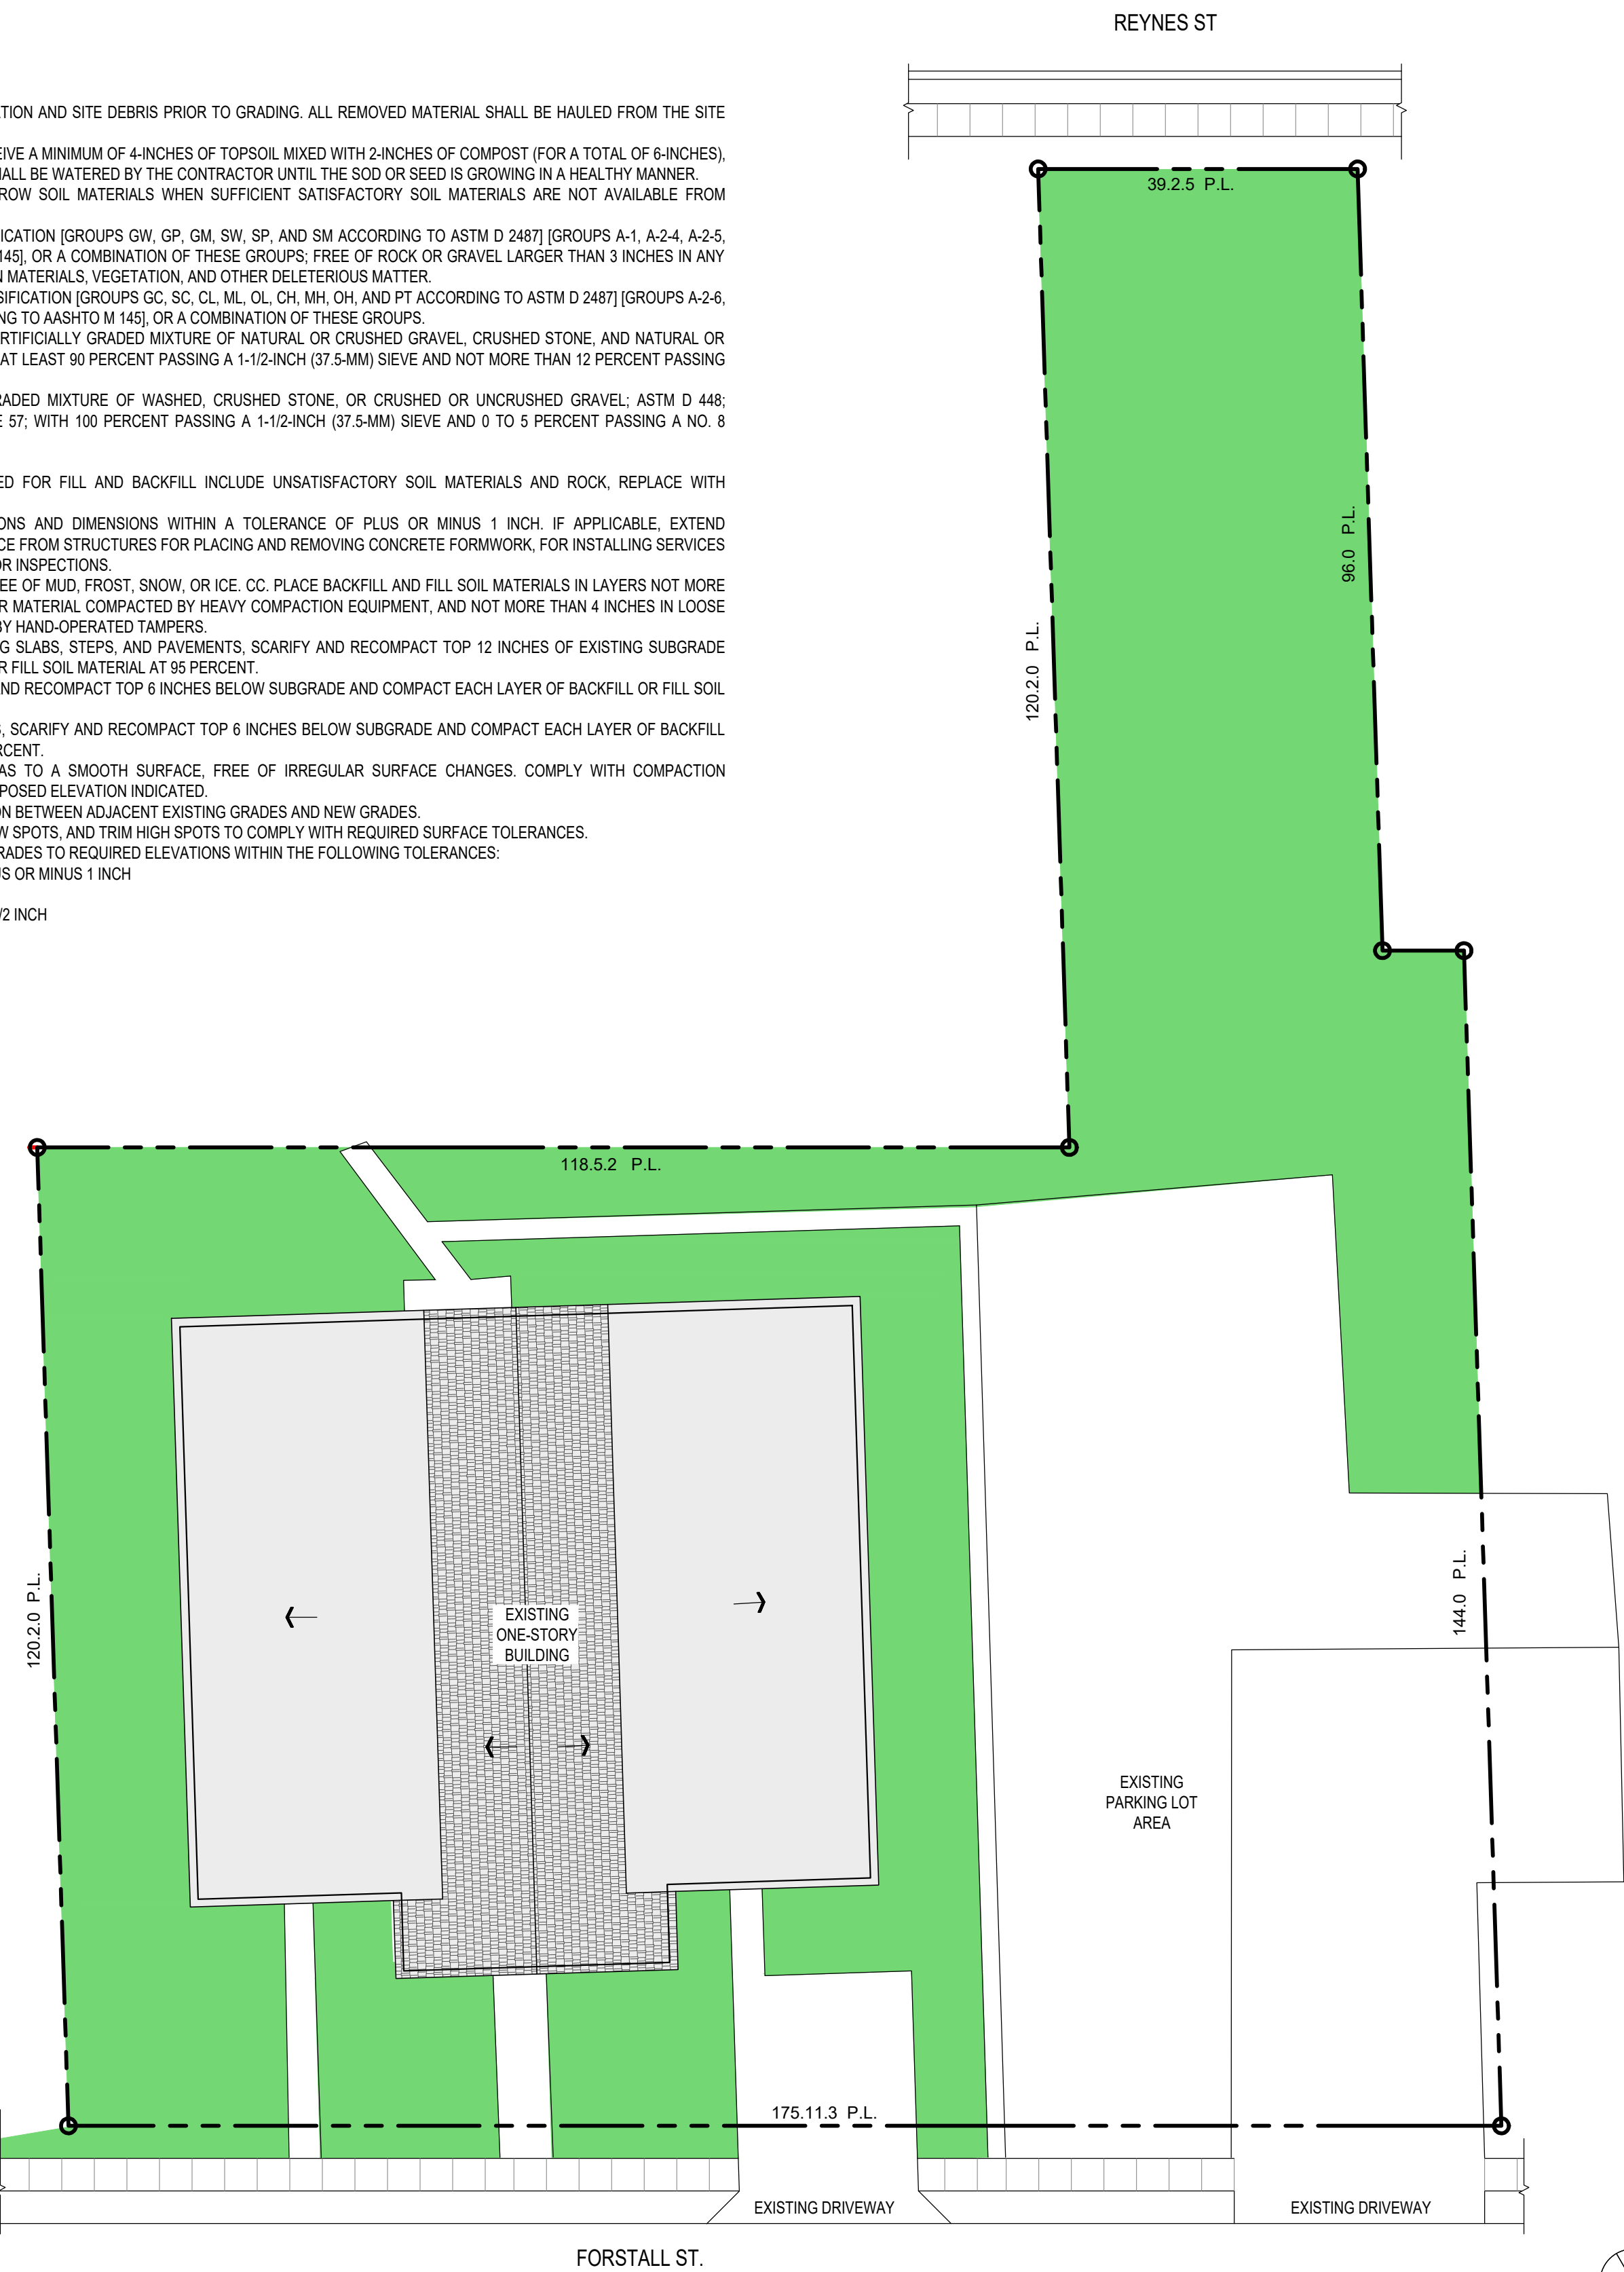 REYNES ST
TION AND SITE DEBRIS PRIOR TO GRADING. ALL REMOVED MATERIAL SHALL BE HAULED FROM THE SITE
EIVE A MINIMUM OF 4-INCHES OF TOPSOIL MIXED WITH 2-INCHES OF COMPOST (FOR A TOTAL OF 6-INCHES),
HALL BE WATERED BY THE CONTRACTOR UNTIL THE SOD OR SEED IS GROWING IN A HEALTHY MANNER.
ROW SOIL MATERIALS WHEN SUFFICIENT SATISFACTORY SOIL MATERIALS ARE NOT AVAILABLE FROM
ICATION [GROUPS GW, GP, GM, SW, SP, AND SM ACCORDING TO ASTM D 2487] [GROUPS A-1, A-2-4, A-2-5,
145], OR A COMBINATION OF THESE GROUPS; FREE OF ROCK OR GRAVEL LARGER THAN 3 INCHES IN ANY
N MATERIALS, VEGETATION, AND OTHER DELETERIOUS MATTER.
SIFICATION [GROUPS GC, SC, CL, ML, OL, CH, MH, OH, AND PT ACCORDING TO ASTM D 2487] [GROUPS A-2-6,
NG TO AASHTO M 145], OR A COMBINATION OF THESE GROUPS.
RTIFICIALLY GRADED MIXTURE OF NATURAL OR CRUSHED GRAVEL, CRUSHED STONE, AND NATURAL OR
AT LEAST 90 PERCENT PASSING A 1-1/2-INCH (37.5-MM) SIEVE AND NOT MORE THAN 12 PERCENT PASSING
RADED MIXTURE OF WASHED, CRUSHED STONE, OR CRUSHED OR UNCRUSHED GRAVEL; ASTM D 448;
E 57; WITH 100 PERCENT PASSING A 1-1/2-INCH (37.5-MM) SIEVE AND 0 TO 5 PERCENT PASSING A NO. 8
ED FOR FILL AND BACKFILL INCLUDE UNSATISFACTORY SOIL MATERIALS AND ROCK, REPLACE WITH
ONS AND DIMENSIONS WITHIN A TOLERANCE OF PLUS OR MINUS 1 INCH. IF APPLICABLE, EXTEND
CE FROM STRUCTURES FOR PLACING AND REMOVING CONCRETE FORMWORK, FOR INSTALLING SERVICES
OR INSPECTIONS.
EE OF MUD, FROST, SNOW, OR ICE. CC. PLACE BACKFILL AND FILL SOIL MATERIALS IN LAYERS NOT MORE
R MATERIAL COMPACTED BY HEAVY COMPACTION EQUIPMENT, AND NOT MORE THAN 4 INCHES IN LOOSE
BY HAND-OPERATED TAMPERS.
G SLABS, STEPS, AND PAVEMENTS, SCARIFY AND RECOMPACT TOP 12 INCHES OF EXISTING SUBGRADE
R FILL SOIL MATERIAL AT 95 PERCENT.
ND RECOMPACT TOP 6 INCHES BELOW SUBGRADE AND COMPACT EACH LAYER OF BACKFILL OR FILL SOIL
S, SCARIFY AND RECOMPACT TOP 6 INCHES BELOW SUBGRADE AND COMPACT EACH LAYER OF BACKFILL
RCENT.
AS TO A SMOOTH SURFACE, FREE OF IRREGULAR SURFACE CHANGES. COMPLY WITH COMPACTION
POSED ELEVATION INDICATED.
ON BETWEEN ADJACENT EXISTING GRADES AND NEW GRADES.
W SPOTS, AND TRIM HIGH SPOTS TO COMPLY WITH REQUIRED SURFACE TOLERANCES.
RADES TO REQUIRED ELEVATIONS WITHIN THE FOLLOWING TOLERANCES:
US OR MINUS 1 INCH
/2 INCH
39.2.5 P.L.
96.0 P.L.
120.2.0 P.L.
118.5.2 P.L.
120.2.0 P.L.
144.0 P.L.
EXISTING
ONE-STORY
BUILDING
EXISTING
PARKING LOT
AREA
175.11.3 P.L.
EXISTING DRIVEWAY
EXISTING DRIVEWAY
FORSTALL ST.